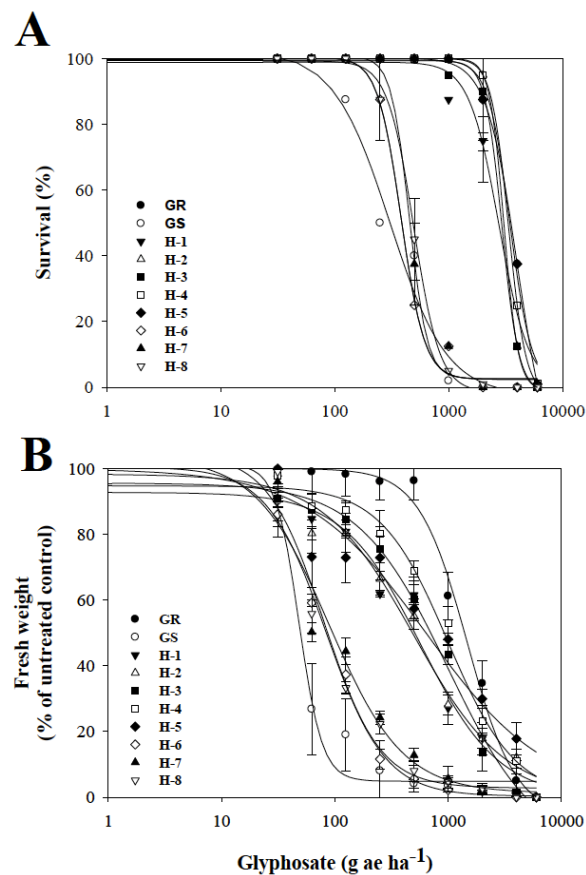 A
Survival (%)
100
80
60
40
20
0
GR
GS
H-1
H-2
H-3
H-4
H-5
H-6
H-7
H-8
1 10 100 1000 10000
B
Fresh weight
(% of untreated control)
100
80
60
40
20
0
GR
GS
H-1
H-2
H-3
H-4
H-5
H-6
H-7
H-8
1 10 100 1000 10000
Glyphosate (g ae ha⁻¹)